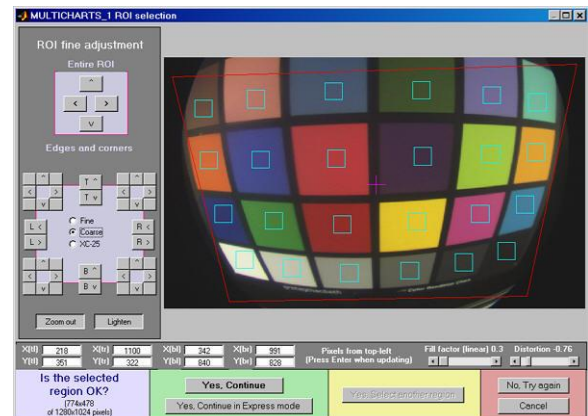 MULTICHARTS_1 ROI selection
ROI fine adjustment
Entire ROI
^
< >
v
Edges and corners
^ T ^ ^
< > < >
v T v v
L < Fine R <
Coarse
L > XC-25 R >
^ B ^ ^
< > < >
v B v v
Zoom out Lighten
X(tl) 218 X(tr) 1100 X(bl) 342 X(br) 991 Pixels from top-left Fill factor (linear) 0.3 Distortion -0.76
Y(tl) 351 Y(tr) 322 Y(bl) 840 Y(br) 828 (Press Enter when updating)
Is the selected
region OK?
(774x478
of 1280x1024 pixels)
Yes, Continue
Yes, Continue in Express mode
Yes, Select another region
No, Try again
Cancel